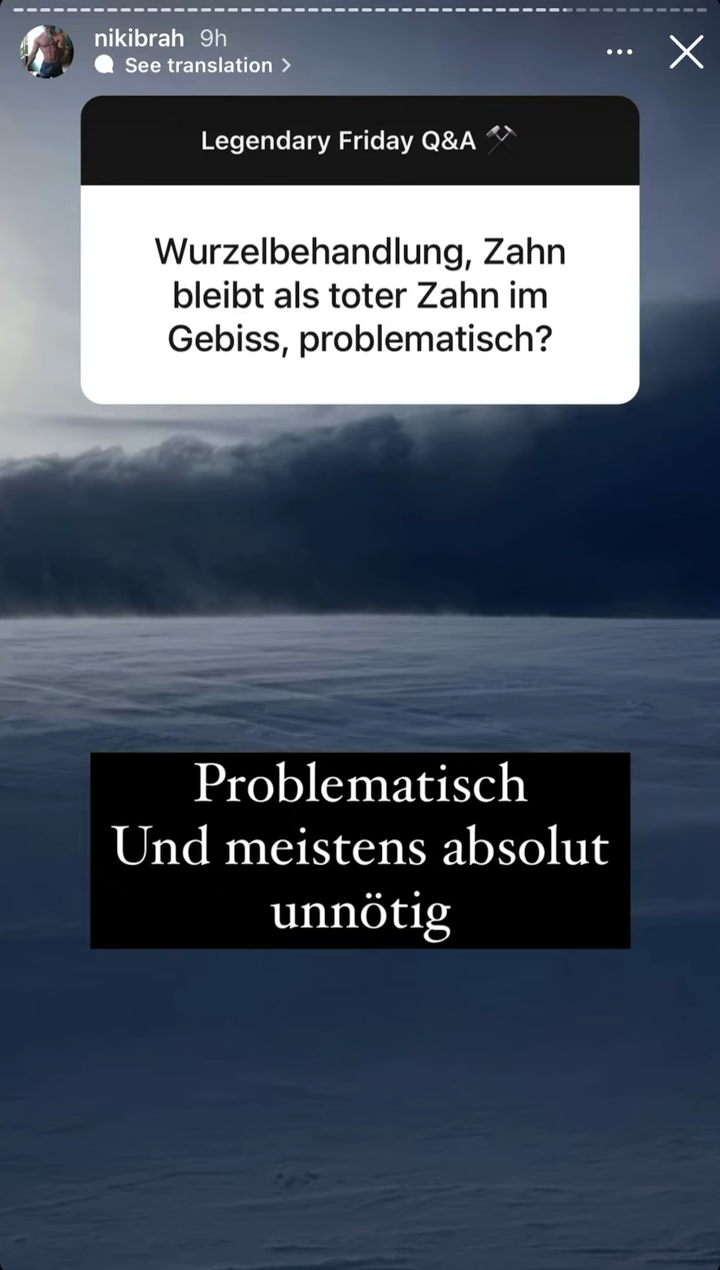 nikibrah 9h
See translation >
Legendary Friday Q&A ⚒
Wurzelbehandlung, Zahn
bleibt als toter Zahn im
Gebiss, problematisch?
Problematisch
Und meistens absolut
unnötig